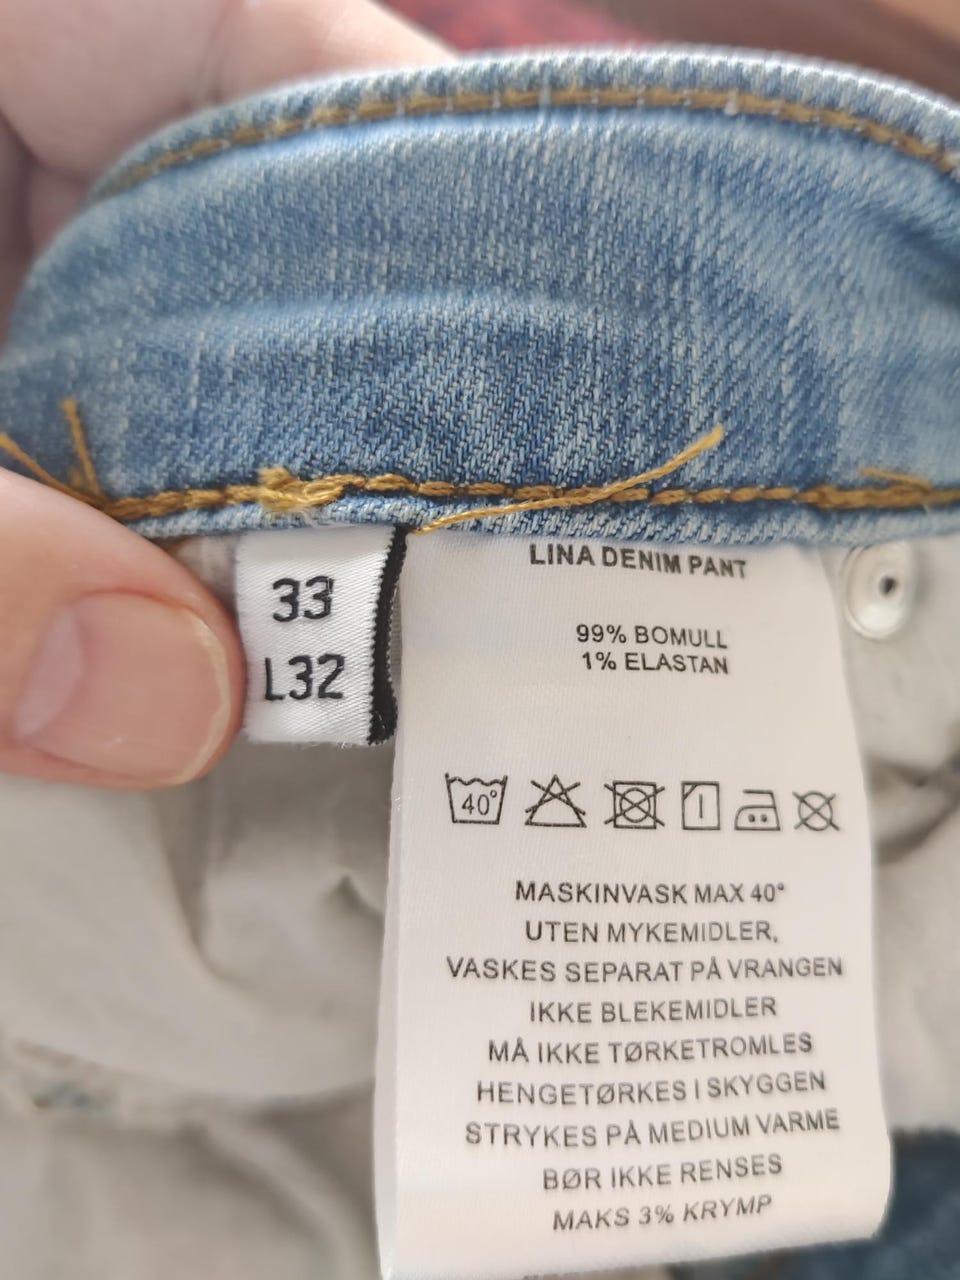 33
L32
LINA DENIM PANT
99% BOMULL
1% ELASTAN
40°
MASKINVASK MAX 40°
UTEN MYKEMIDLER,
VASKES SEPARAT PÅ VRANGEN
IKKE BLEKEMIDLER
MÅ IKKE TØRKETROMLES
HENGETØRKES I SKYGGEN
STRYKES PÅ MEDIUM VARME
BØR IKKE RENSES
MAKS 3% KRYMP